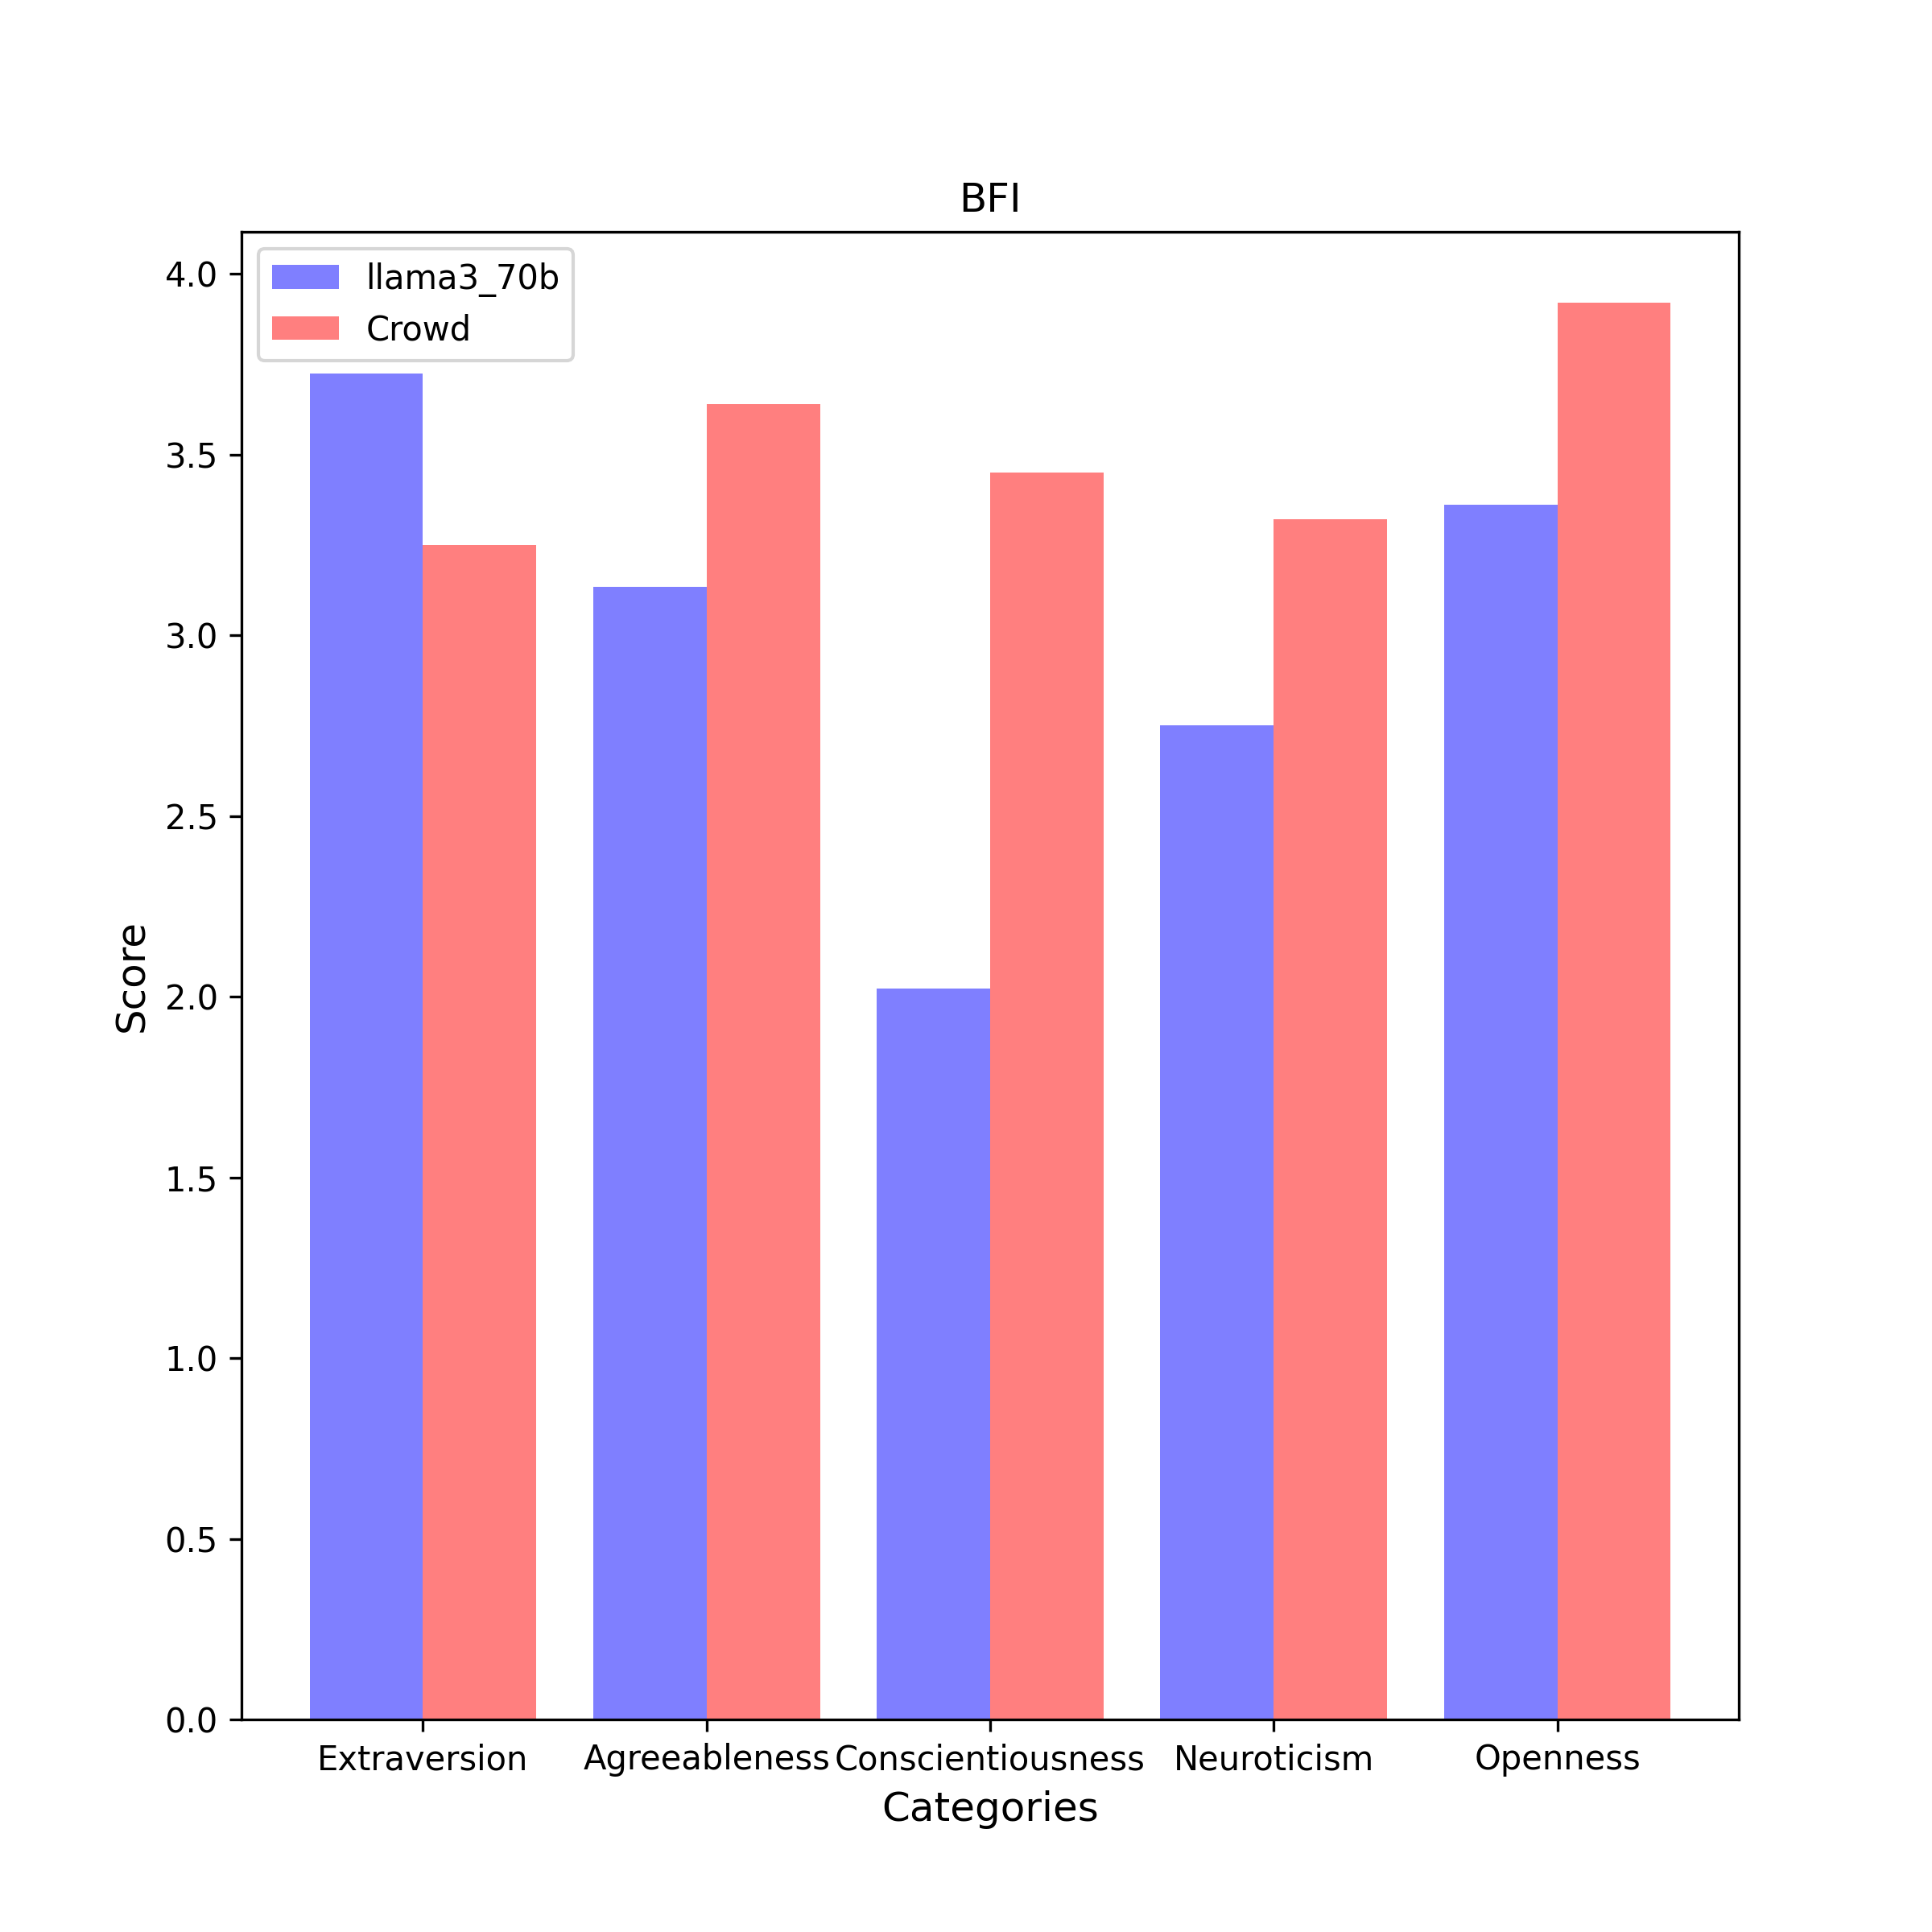 BFI
llama3_70b
Crowd
4.0
3.5
3.0
2.5
2.0
1.5
1.0
0.5
0.0
Score
Extraversion Agreeableness Conscientiousness Neuroticism Openness
Categories